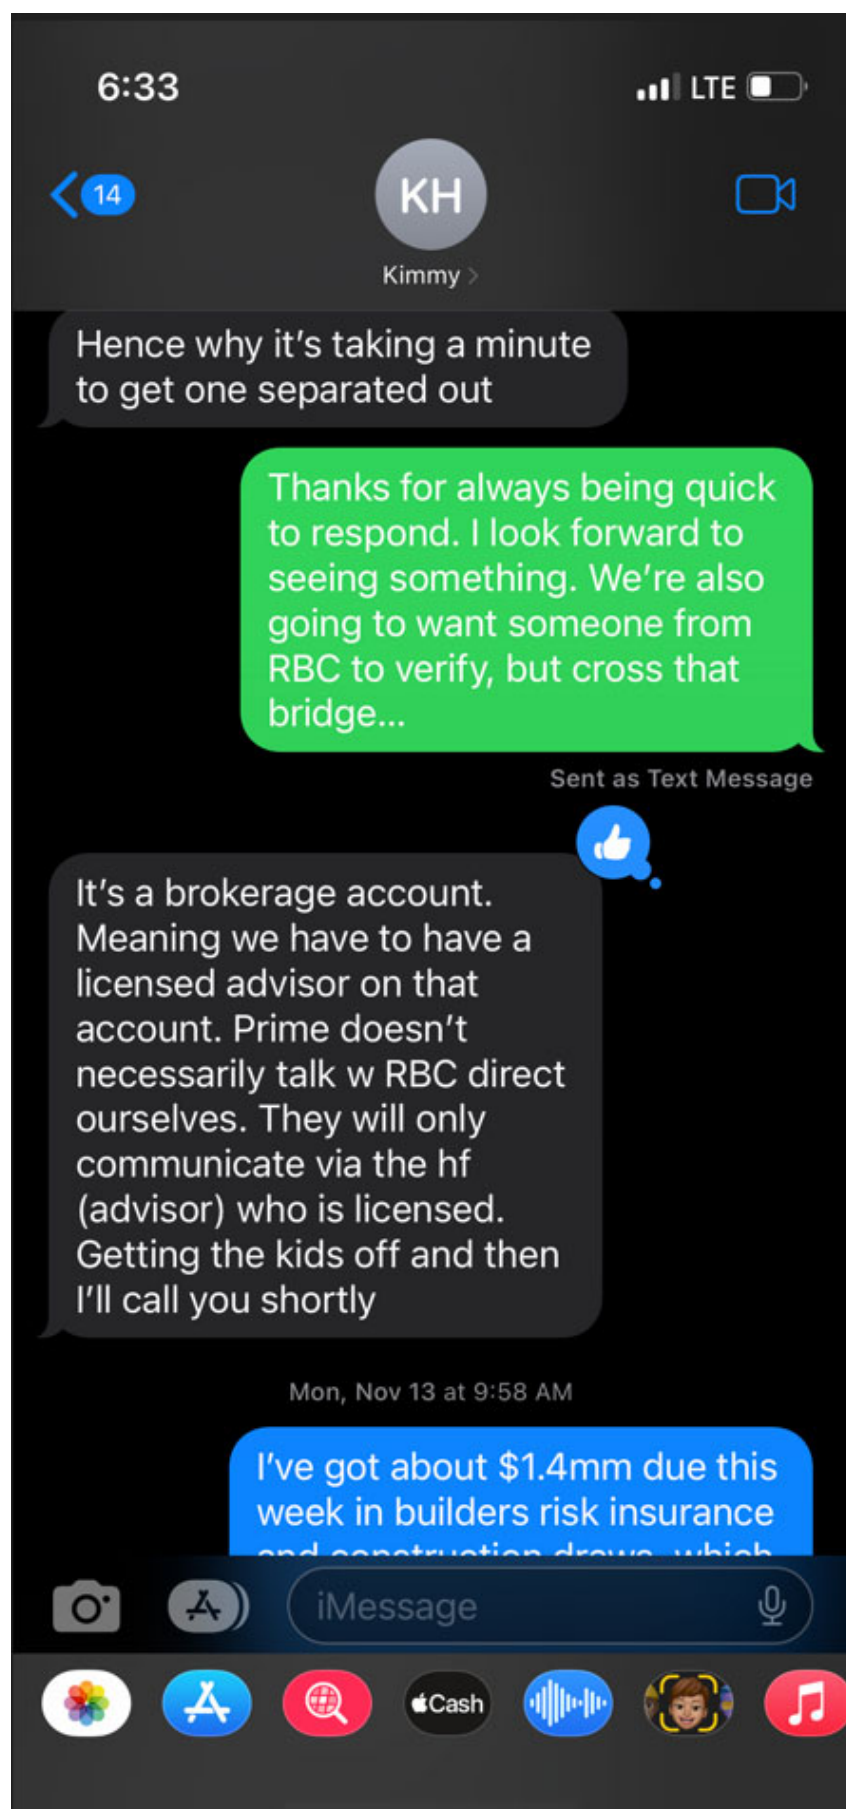 6:33
LTE
14
KH
Kimmy
Hence why it's taking a minute
to get one separated out
Thanks for always being quick
to respond. I look forward to
seeing something. We're also
going to want someone from
RBC to verify, but cross that
bridge...
Sent as Text Message
It's a brokerage account.
Meaning we have to have a
licensed advisor on that
account. Prime doesn't
necessarily talk w RBC direct
ourselves. They will only
communicate via the hf
(advisor) who is licensed.
Getting the kids off and then
I'll call you shortly
Mon, Nov 13 at 9:58 AM
I've got about $1.4mm due this
week in builders risk insurance
and construction draws, which
iMessage
Cash